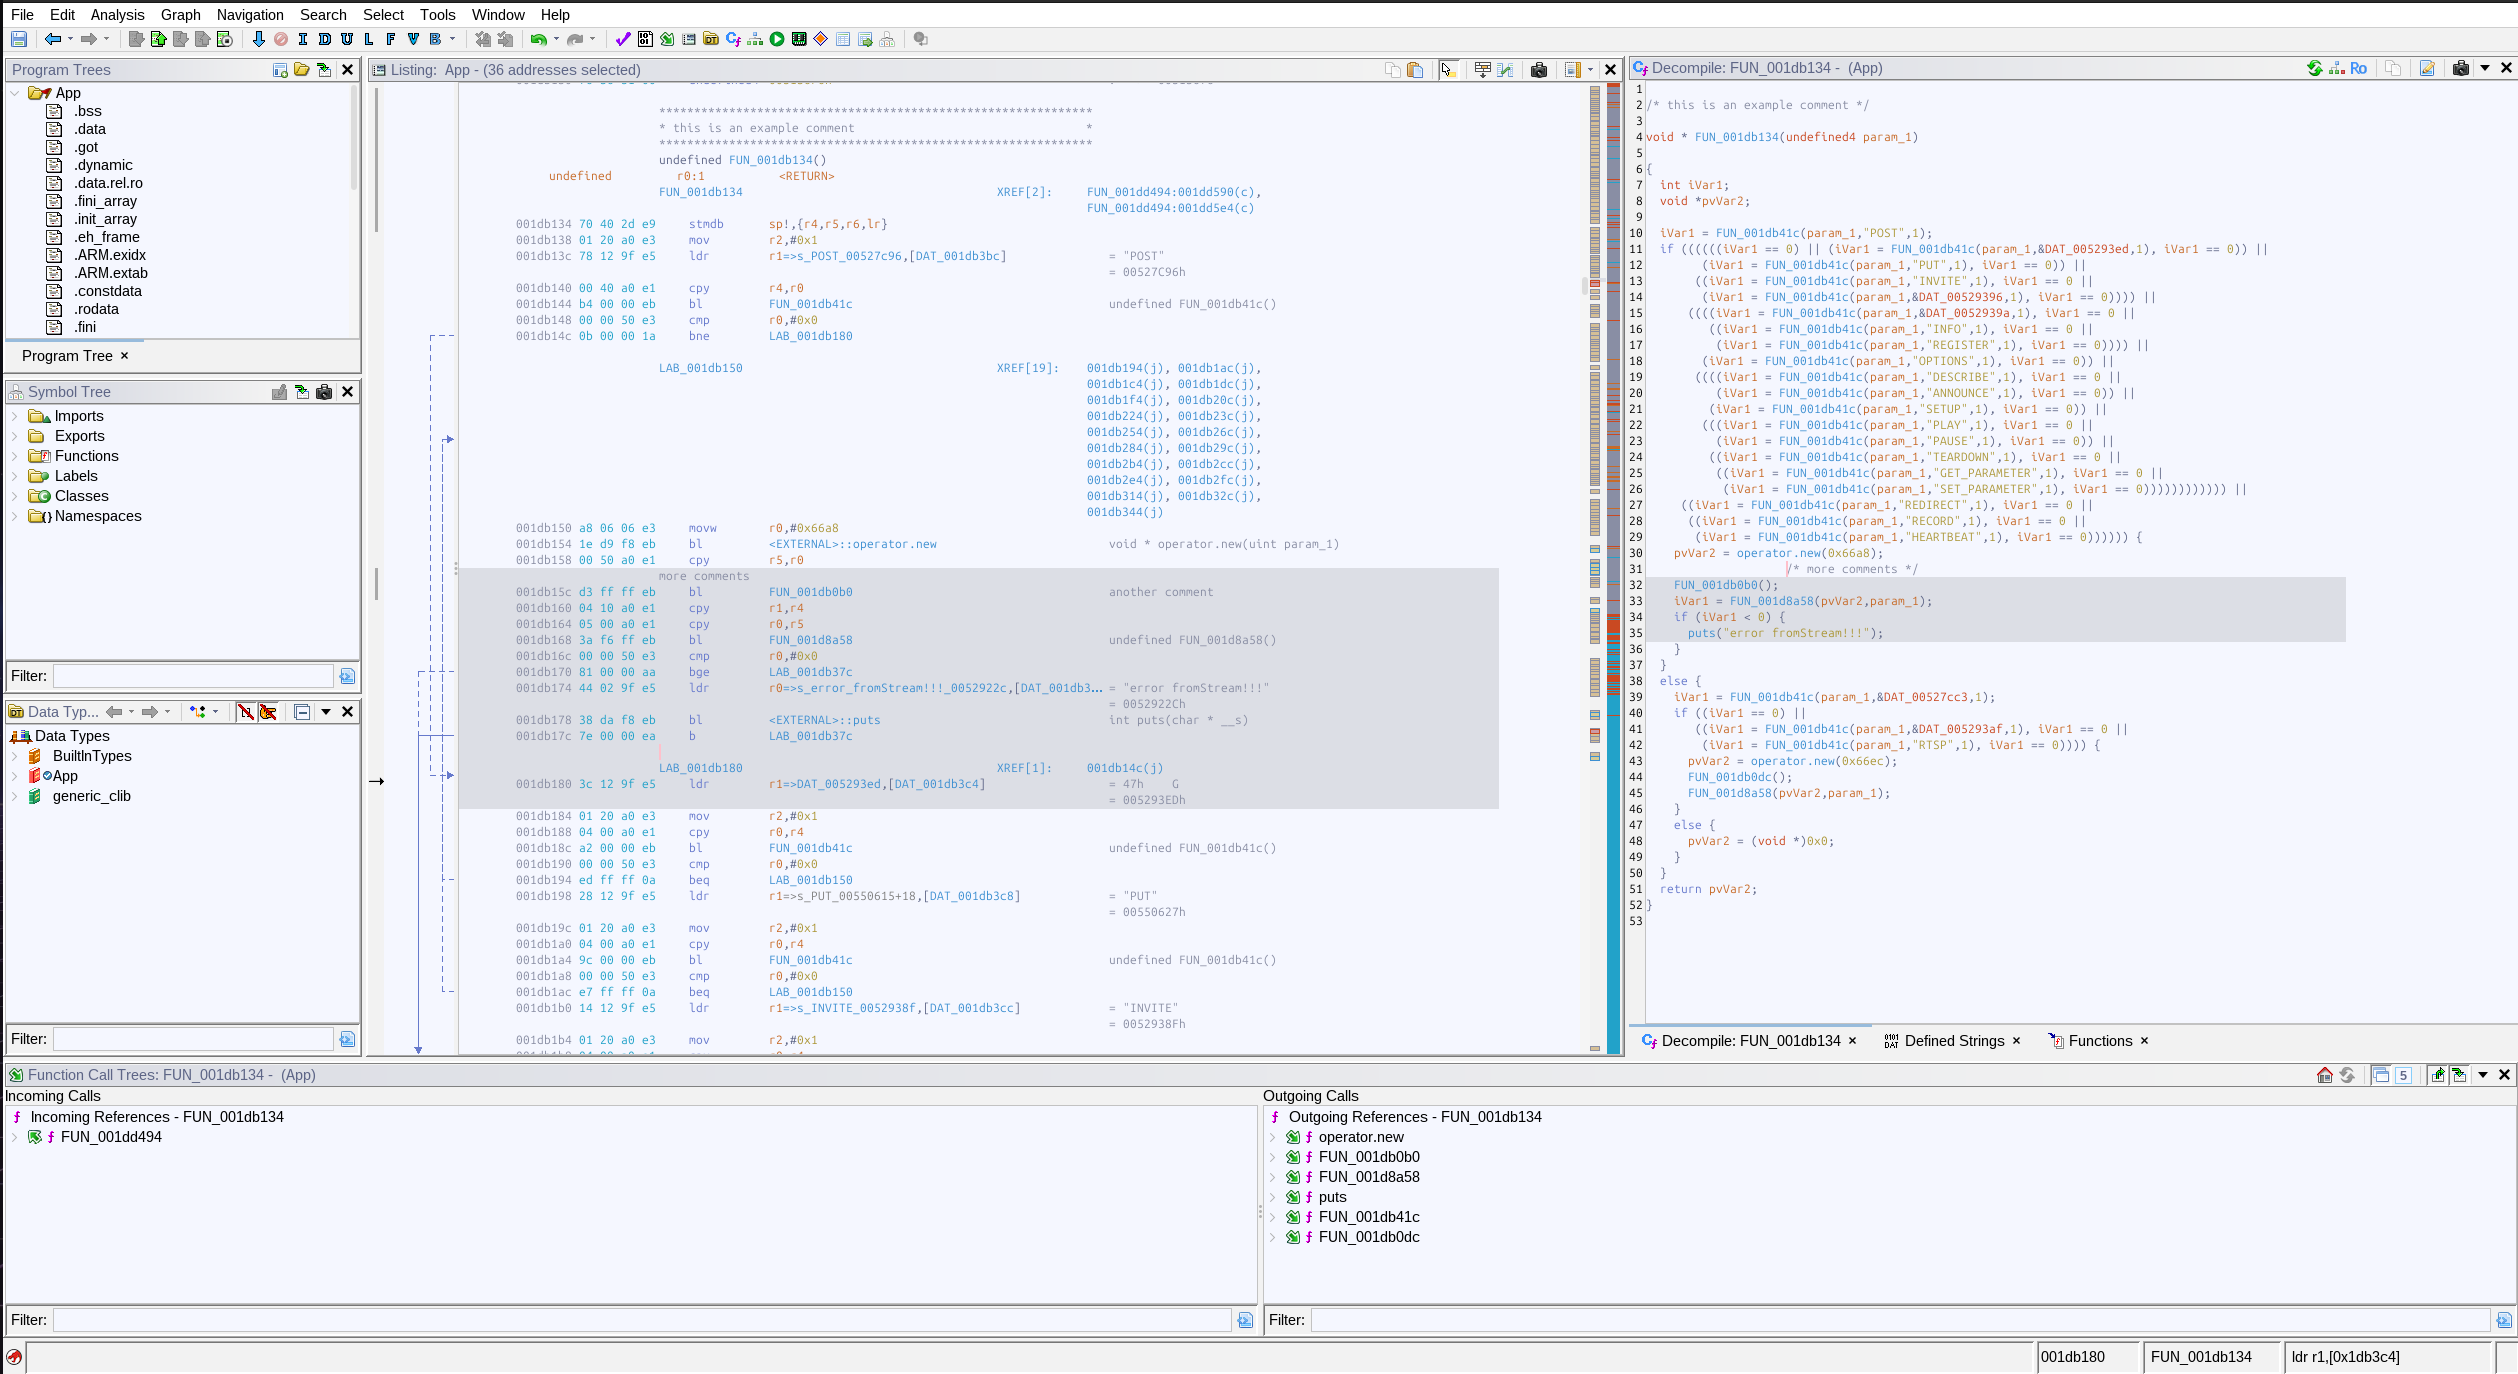 File Edit Analysis Graph Navigation Search Select Tools Window Help
I D U L F V B
Program Trees
App
.bss
.data
.got
.dynamic
.data.rel.ro
.fini_array
.init_array
.eh_frame
.ARM.exidx
.ARM.extab
.constdata
.rodata
.fini
Program Tree ×
Symbol Tree
Imports
Exports
Functions
Labels
Classes
Namespaces
Filter:
Data Typ...
Data Types
BuiltInTypes
App
generic_clib
Filter:
Listing: App - (36 addresses selected)
**************************************************************
* this is an example comment *
**************************************************************
undefined FUN_001db134()
undefined r0:1 <RETURN>
FUN_001db134 XREF[2]: FUN_001dd494:001dd590(c),
FUN_001dd494:001dd5e4(c)
001db134 70 40 2d e9 stmdb sp!,{r4,r5,r6,lr}
001db138 01 20 a0 e3 mov r2,#0x1
001db13c 78 12 9f e5 ldr r1=>s_POST_00527c96,[DAT_001db3bc] = "POST"
= 00527C96h
001db140 00 40 a0 e1 cpy r4,r0
001db144 b4 00 00 eb bl FUN_001db41c undefined FUN_001db41c()
001db148 00 00 50 e3 cmp r0,#0x0
001db14c 0b 00 00 1a bne LAB_001db180
LAB_001db150 XREF[19]: 001db194(j), 001db1ac(j),
001db1c4(j), 001db1dc(j),
001db1f4(j), 001db20c(j),
001db224(j), 001db23c(j),
001db254(j), 001db26c(j),
001db284(j), 001db29c(j),
001db2b4(j), 001db2cc(j),
001db2e4(j), 001db2fc(j),
001db314(j), 001db32c(j),
001db344(j)
001db150 a8 06 06 e3 movw r0,#0x66a8
001db154 1e d9 f8 eb bl <EXTERNAL>::operator.new void * operator.new(uint param_1)
001db158 00 50 a0 e1 cpy r5,r0
more comments
001db15c d3 ff ff eb bl FUN_001db0b0 another comment
001db160 04 10 a0 e1 cpy r1,r4
001db164 05 00 a0 e1 cpy r0,r5
001db168 3a f6 ff eb bl FUN_001d8a58 undefined FUN_001d8a58()
001db16c 00 00 50 e3 cmp r0,#0x0
001db170 81 00 00 aa bge LAB_001db37c
001db174 44 02 9f e5 ldr r0=>s_error_fromStream!!!_0052922c,[DAT_001db3... = "error fromStream!!!"
= 0052922Ch
001db178 38 da f8 eb bl <EXTERNAL>::puts int puts(char * __s)
001db17c 7e 00 00 ea b LAB_001db37c
LAB_001db180 XREF[1]: 001db14c(j)
001db180 3c 12 9f e5 ldr r1=>DAT_005293ed,[DAT_001db3c4] = 47h G
= 005293EDh
001db184 01 20 a0 e3 mov r2,#0x1
001db188 04 00 a0 e1 cpy r0,r4
001db18c a2 00 00 eb bl FUN_001db41c undefined FUN_001db41c()
001db190 00 00 50 e3 cmp r0,#0x0
001db194 ed ff ff 0a beq LAB_001db150
001db198 28 12 9f e5 ldr r1=>s_PUT_00550615+18,[DAT_001db3c8] = "PUT"
= 00550627h
001db19c 01 20 a0 e3 mov r2,#0x1
001db1a0 04 00 a0 e1 cpy r0,r4
001db1a4 9c 00 00 eb bl FUN_001db41c undefined FUN_001db41c()
001db1a8 00 00 50 e3 cmp r0,#0x0
001db1ac e7 ff ff 0a beq LAB_001db150
001db1b0 14 12 9f e5 ldr r1=>s_INVITE_0052938f,[DAT_001db3cc] = "INVITE"
= 0052938Fh
001db1b4 01 20 a0 e3 mov r2,#0x1
Decompile: FUN_001db134 - (App)
Ro
1
2 /* this is an example comment */
3
4 void * FUN_001db134(undefined4 param_1)
5
6 {
7 int iVar1;
8 void *pvVar2;
9
10 iVar1 = FUN_001db41c(param_1,"POST",1);
11 if ((((((iVar1 == 0) || (iVar1 = FUN_001db41c(param_1,&DAT_005293ed,1), iVar1 == 0)) ||
12 (iVar1 = FUN_001db41c(param_1,"PUT",1), iVar1 == 0)) ||
13 ((iVar1 = FUN_001db41c(param_1,"INVITE",1), iVar1 == 0 ||
14 (iVar1 = FUN_001db41c(param_1,&DAT_00529396,1), iVar1 == 0)))) ||
15 ((((iVar1 = FUN_001db41c(param_1,&DAT_0052939a,1), iVar1 == 0 ||
16 ((iVar1 = FUN_001db41c(param_1,"INFO",1), iVar1 == 0 ||
17 (iVar1 = FUN_001db41c(param_1,"REGISTER",1), iVar1 == 0)))) ||
18 (iVar1 = FUN_001db41c(param_1,"OPTIONS",1), iVar1 == 0)) ||
19 ((((iVar1 = FUN_001db41c(param_1,"DESCRIBE",1), iVar1 == 0 ||
20 (iVar1 = FUN_001db41c(param_1,"ANNOUNCE",1), iVar1 == 0)) ||
21 (iVar1 = FUN_001db41c(param_1,"SETUP",1), iVar1 == 0)) ||
22 (((iVar1 = FUN_001db41c(param_1,"PLAY",1), iVar1 == 0 ||
23 (iVar1 = FUN_001db41c(param_1,"PAUSE",1), iVar1 == 0)) ||
24 ((iVar1 = FUN_001db41c(param_1,"TEARDOWN",1), iVar1 == 0 ||
25 ((iVar1 = FUN_001db41c(param_1,"GET_PARAMETER",1), iVar1 == 0 ||
26 (iVar1 = FUN_001db41c(param_1,"SET_PARAMETER",1), iVar1 == 0)))))))))))) ||
27 ((iVar1 = FUN_001db41c(param_1,"REDIRECT",1), iVar1 == 0 ||
28 ((iVar1 = FUN_001db41c(param_1,"RECORD",1), iVar1 == 0 ||
29 (iVar1 = FUN_001db41c(param_1,"HEARTBEAT",1), iVar1 == 0)))))) {
30 pvVar2 = operator.new(0x66a8);
31 /* more comments */
32 FUN_001db0b0();
33 iVar1 = FUN_001d8a58(pvVar2,param_1);
34 if (iVar1 < 0) {
35 puts("error fromStream!!!");
36 }
37 }
38 else {
39 iVar1 = FUN_001db41c(param_1,&DAT_00527cc3,1);
40 if ((iVar1 == 0) ||
41 ((iVar1 = FUN_001db41c(param_1,&DAT_005293af,1), iVar1 == 0 ||
42 (iVar1 = FUN_001db41c(param_1,"RTSP",1), iVar1 == 0)))) {
43 pvVar2 = operator.new(0x66ec);
44 FUN_001db0dc();
45 FUN_001d8a58(pvVar2,param_1);
46 }
47 else {
48 pvVar2 = (void *)0x0;
49 }
50 }
51 return pvVar2;
52 }
53
Decompile: FUN_001db134 × Defined Strings × Functions ×
Function Call Trees: FUN_001db134 - (App)
5
Incoming Calls
Incoming References - FUN_001db134
FUN_001dd494
Filter:
Outgoing Calls
Outgoing References - FUN_001db134
operator.new
FUN_001db0b0
FUN_001d8a58
puts
FUN_001db41c
FUN_001db0dc
Filter:
001db180 FUN_001db134 ldr r1,[0x1db3c4]